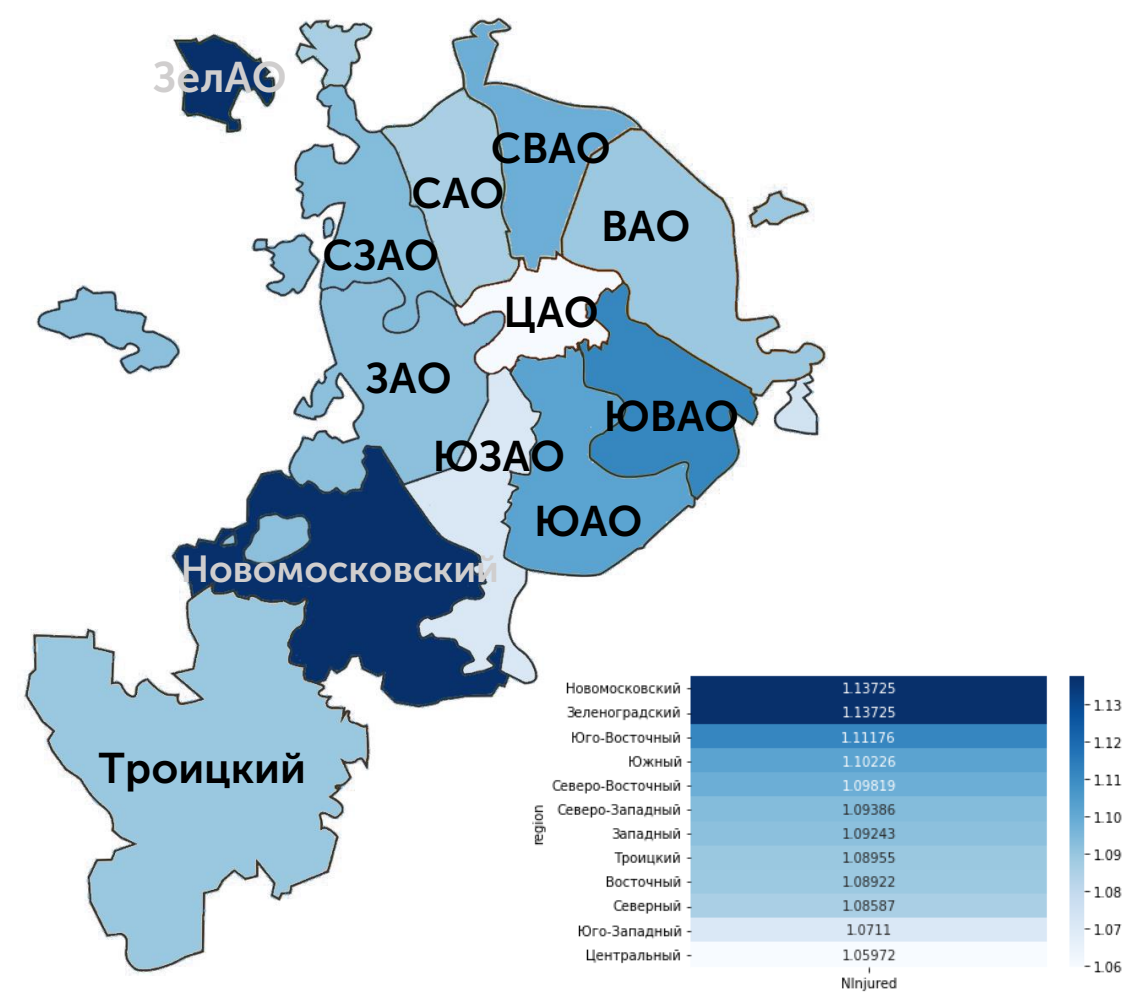 ЗелАО
СВАО
САО
ВАО
СЗАО
ЦАО
ЗАО
ЮВАО
ЮЗАО
ЮАО
Новомосковский
Троицкий
region
Новомосковский 1.13725
Зеленоградский 1.13725
Юго-Восточный 1.11176
Южный 1.10226
Северо-Восточный 1.09819
Северо-Западный 1.09386
Западный 1.09243
Троицкий 1.08955
Восточный 1.08922
Северный 1.08587
Юго-Западный 1.0711
Центральный 1.05972
NInjured
1.13
1.12
1.11
1.10
1.09
1.08
1.07
1.06